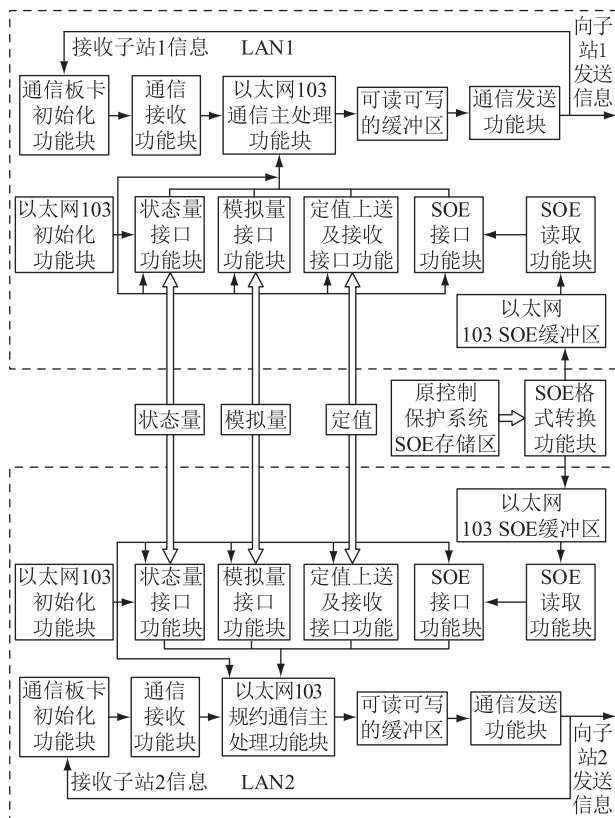 接收子站1信息 LAN1
向子
站1
发送
信息
通信板卡
初始化
功能块
通信
接收
功能块
以太网103
通信主处理
功能块
可读可写
的缓冲区
通信发送
功能块
以太网103
初始化
功能块
状态量
接口
功能块
模拟量
接口
功能块
定值上送
及接收
接口功能
SOE
接口
功能块
SOE
读取
功能块
以太网
103 SOE缓冲区
状态量
模拟量
定值
原控制
保护系统
SOE存储区
SOE格
式转换
功能块
以太网
103 SOE缓冲区
以太网103
初始化
功能块
状态量
接口
功能块
模拟量
接口
功能块
定值上送
及接收
接口功能
SOE
接口
功能块
SOE
读取
功能块
通信板卡
初始化
功能块
通信
接收
功能块
以太网103
规约通信主
处理功能块
可读可写
的缓冲区
通信发送
功能块
向子
站2
发送
信息
接收子站2信息 LAN2